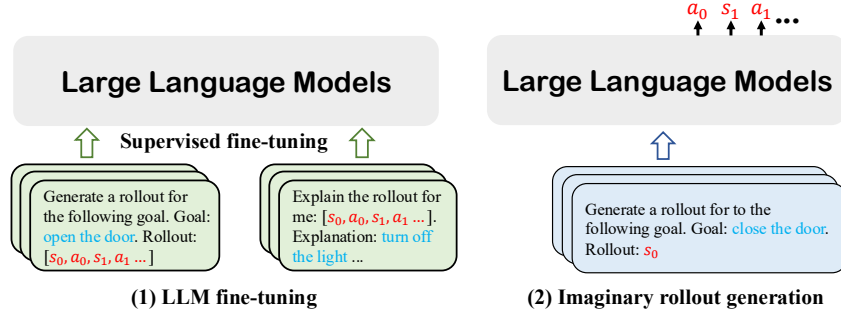 a₀ s₁ a₁ ...
Large Language Models
Large Language Models
Supervised fine-tuning
Generate a rollout for
the following goal. Goal:
open the door. Rollout:
[s₀, a₀, s₁, a₁ ...]
Explain the rollout for
me: [s₀, a₀, s₁, a₁ ...].
Explanation: turn off
the light ...
Generate a rollout for to the
following goal. Goal: close the door.
Rollout: s₀
(1) LLM fine-tuning
(2) Imaginary rollout generation